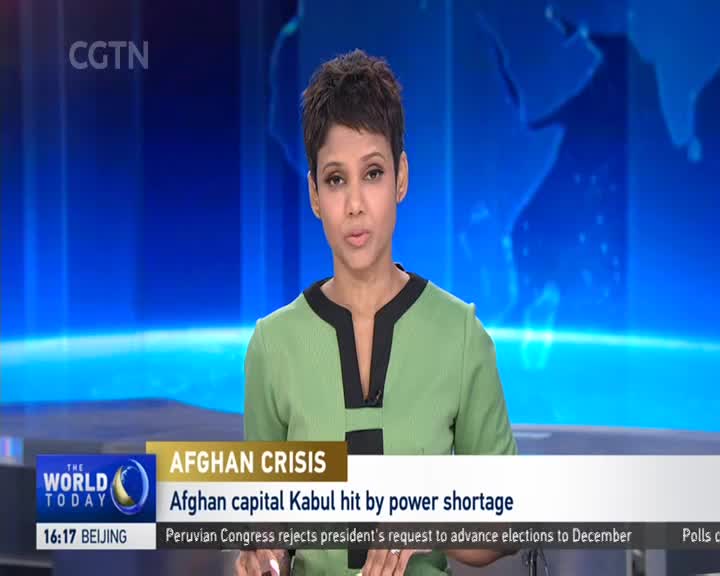 CGTN
AFGHAN CRISIS
THE
WORLD
TODAY
Afghan capital Kabul hit by power shortage
16:17 BEIJING
Peruvian Congress rejects president's request to advance elections to December
Polls